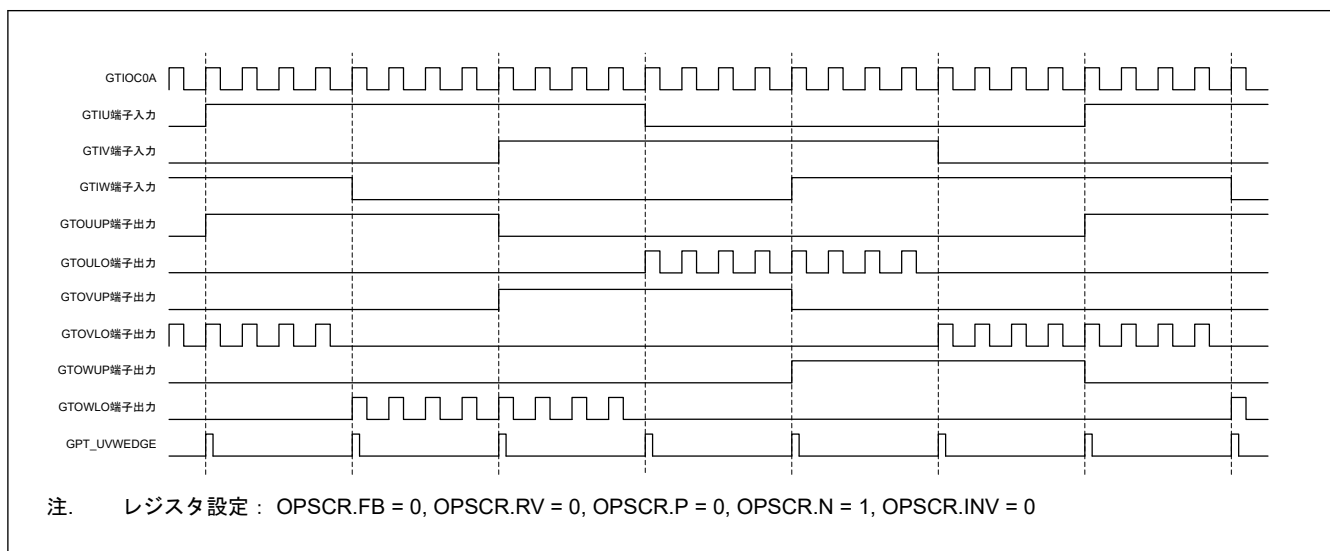 GTIOC0A
GTIU端子入力
GTIV端子入力
GTIW端子入力
GTOUUP端子出力
GTOULO端子出力
GTOVUP端子出力
GTOVLO端子出力
GTOWUP端子出力
GTOWLO端子出力
GPT_UVWEDGE
注. レジスタ設定 : OPSCR.FB = 0, OPSCR.RV = 0, OPSCR.P = 0, OPSCR.N = 1, OPSCR.INV = 0